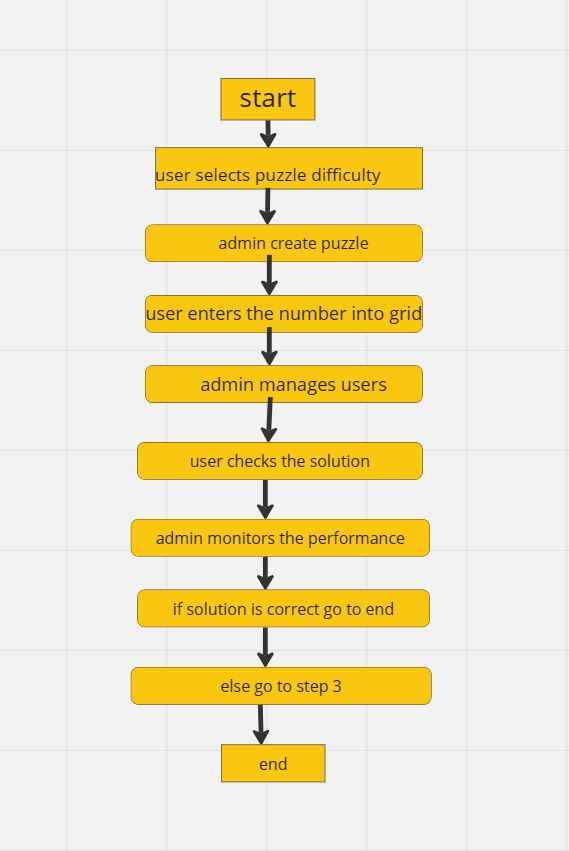 start
user selects puzzle difficulty
admin create puzzle
user enters the number into grid
admin manages users
user checks the solution
admin monitors the performance
if solution is correct go to end
else go to step 3
end